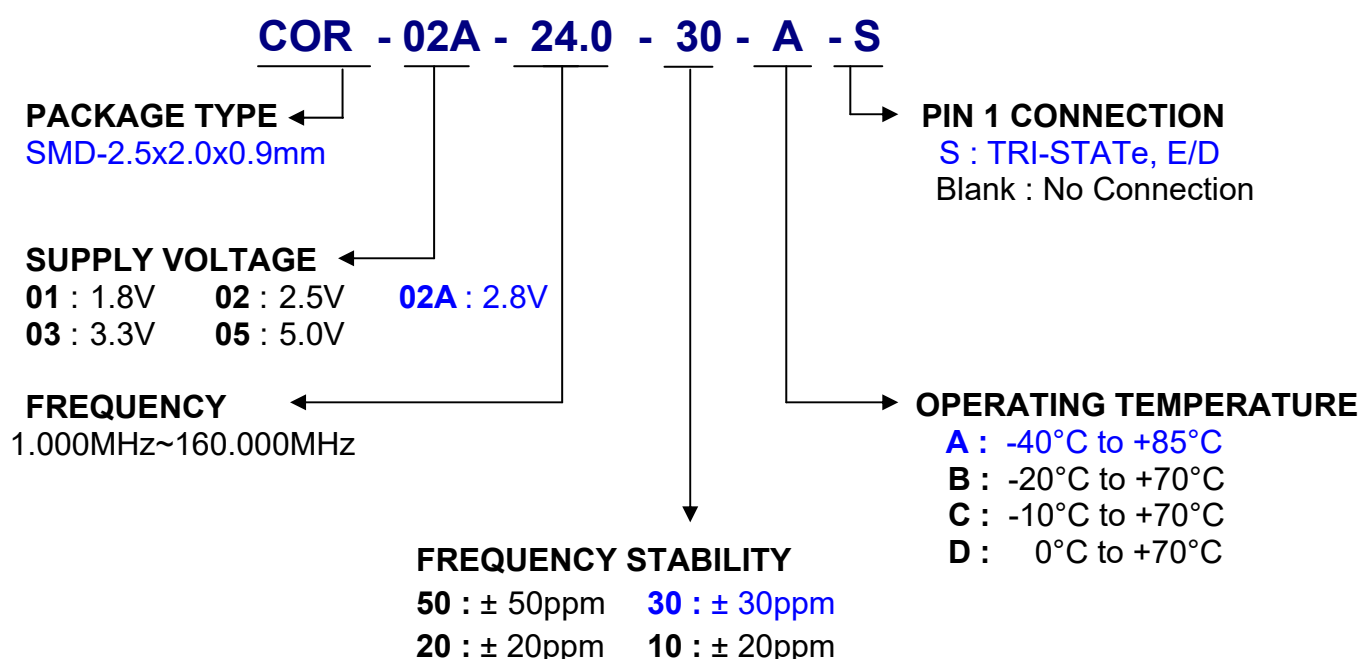 COR - 02A - 24.0 - 30 - A - S
PACKAGE TYPE
SMD-2.5x2.0x0.9mm
PIN 1 CONNECTION
S : TRI-STATe, E/D
Blank : No Connection
SUPPLY VOLTAGE
01 : 1.8V 02 : 2.5V 02A : 2.8V
03 : 3.3V 05 : 5.0V
FREQUENCY
1.000MHz~160.000MHz
OPERATING TEMPERATURE
A : -40°C to +85°C
B : -20°C to +70°C
C : -10°C to +70°C
D : 0°C to +70°C
FREQUENCY STABILITY
50 : ± 50ppm 30 : ± 30ppm
20 : ± 20ppm 10 : ± 20ppm